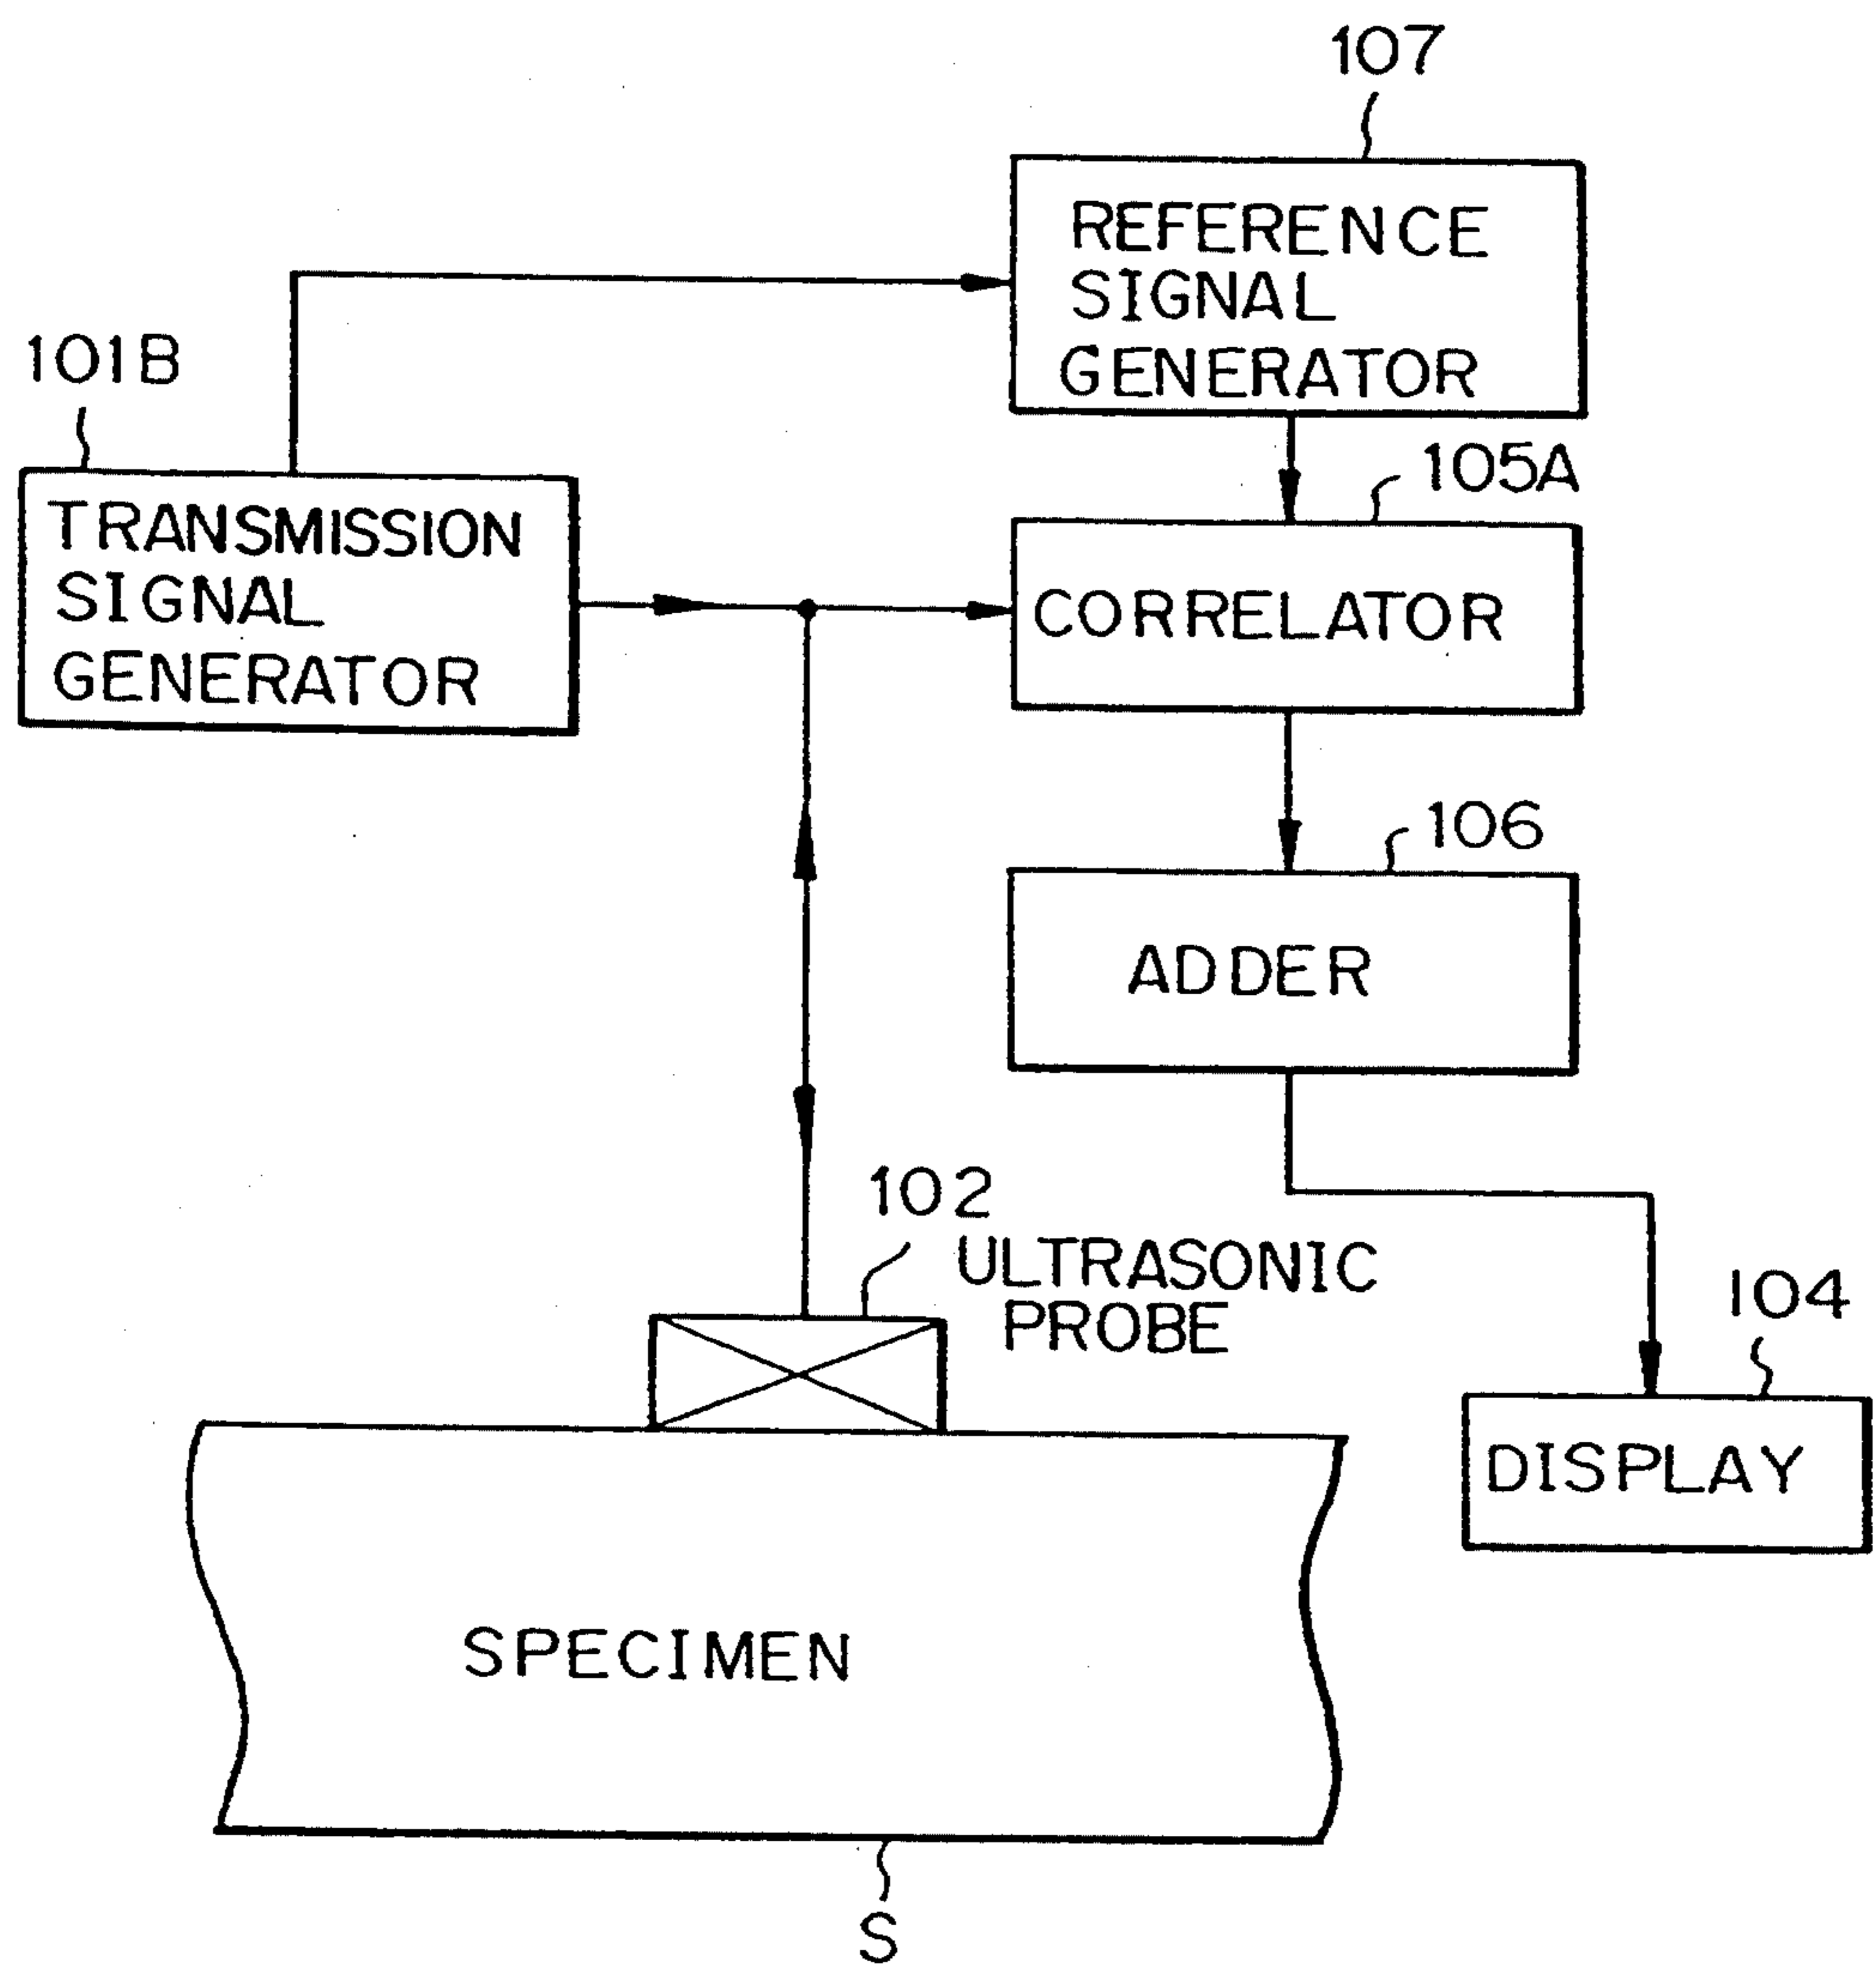 107
REFERENCE
SIGNAL
GENERATOR
101B
TRANSMISSION
SIGNAL
GENERATOR
105A
CORRELATOR
106
ADDER
102
ULTRASONIC
PROBE
104
DISPLAY
SPECIMEN
S